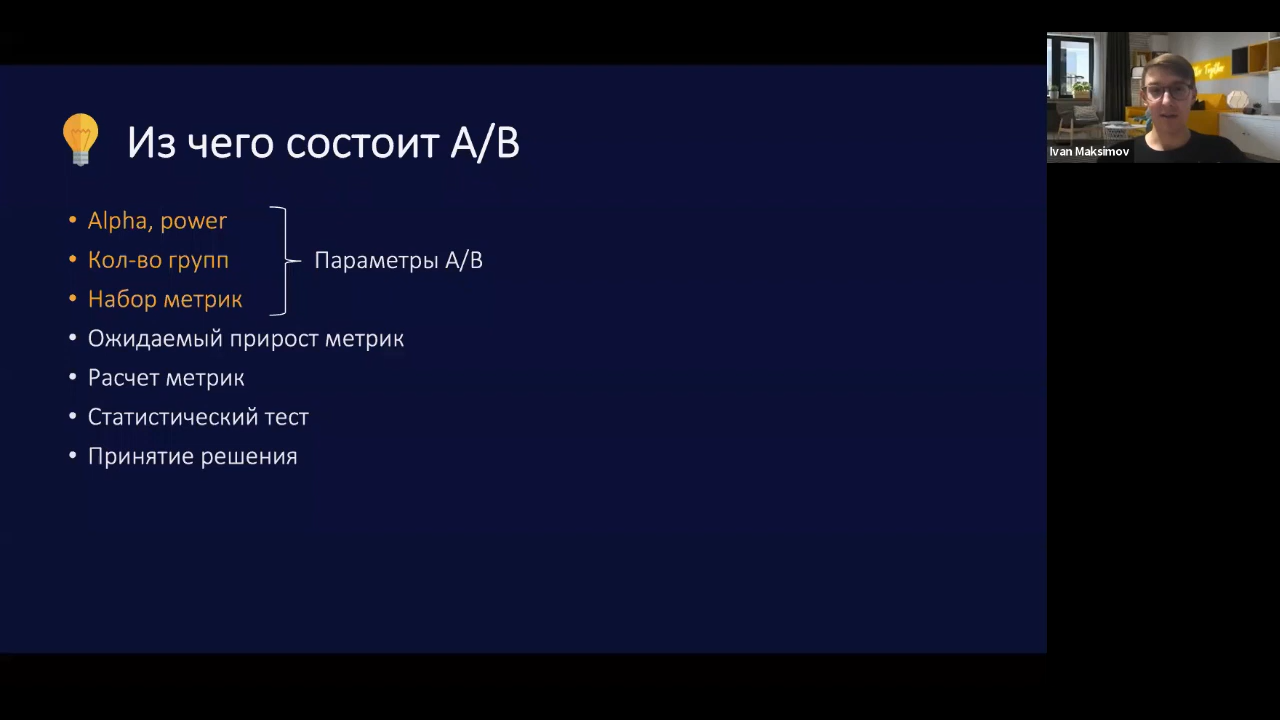 Из чего состоит A/B
• Alpha, power
• Кол-во групп
• Набор метрик
Параметры A/B
• Ожидаемый прирост метрик
• Расчет метрик
• Статистический тест
• Принятие решения
Ivan Maksimov